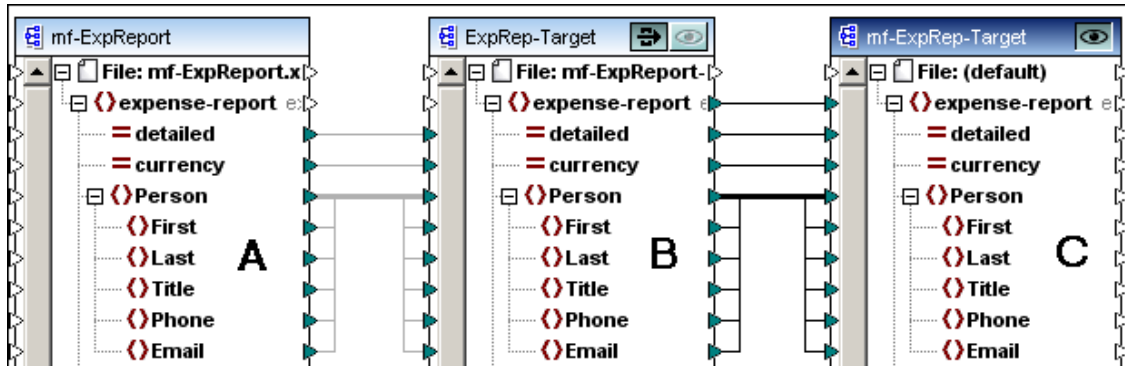 mf-ExpReport
File: mf-ExpReport.x
expense-report ex
detailed
currency
Person
First
Last
Title
Phone
Email
A
ExpRep-Target
File: mf-ExpReport-
expense-report e
detailed
currency
Person
First
Last
Title
Phone
Email
B
mf-ExpRep-Target
File: (default)
expense-report e
detailed
currency
Person
First
Last
Title
Phone
Email
C